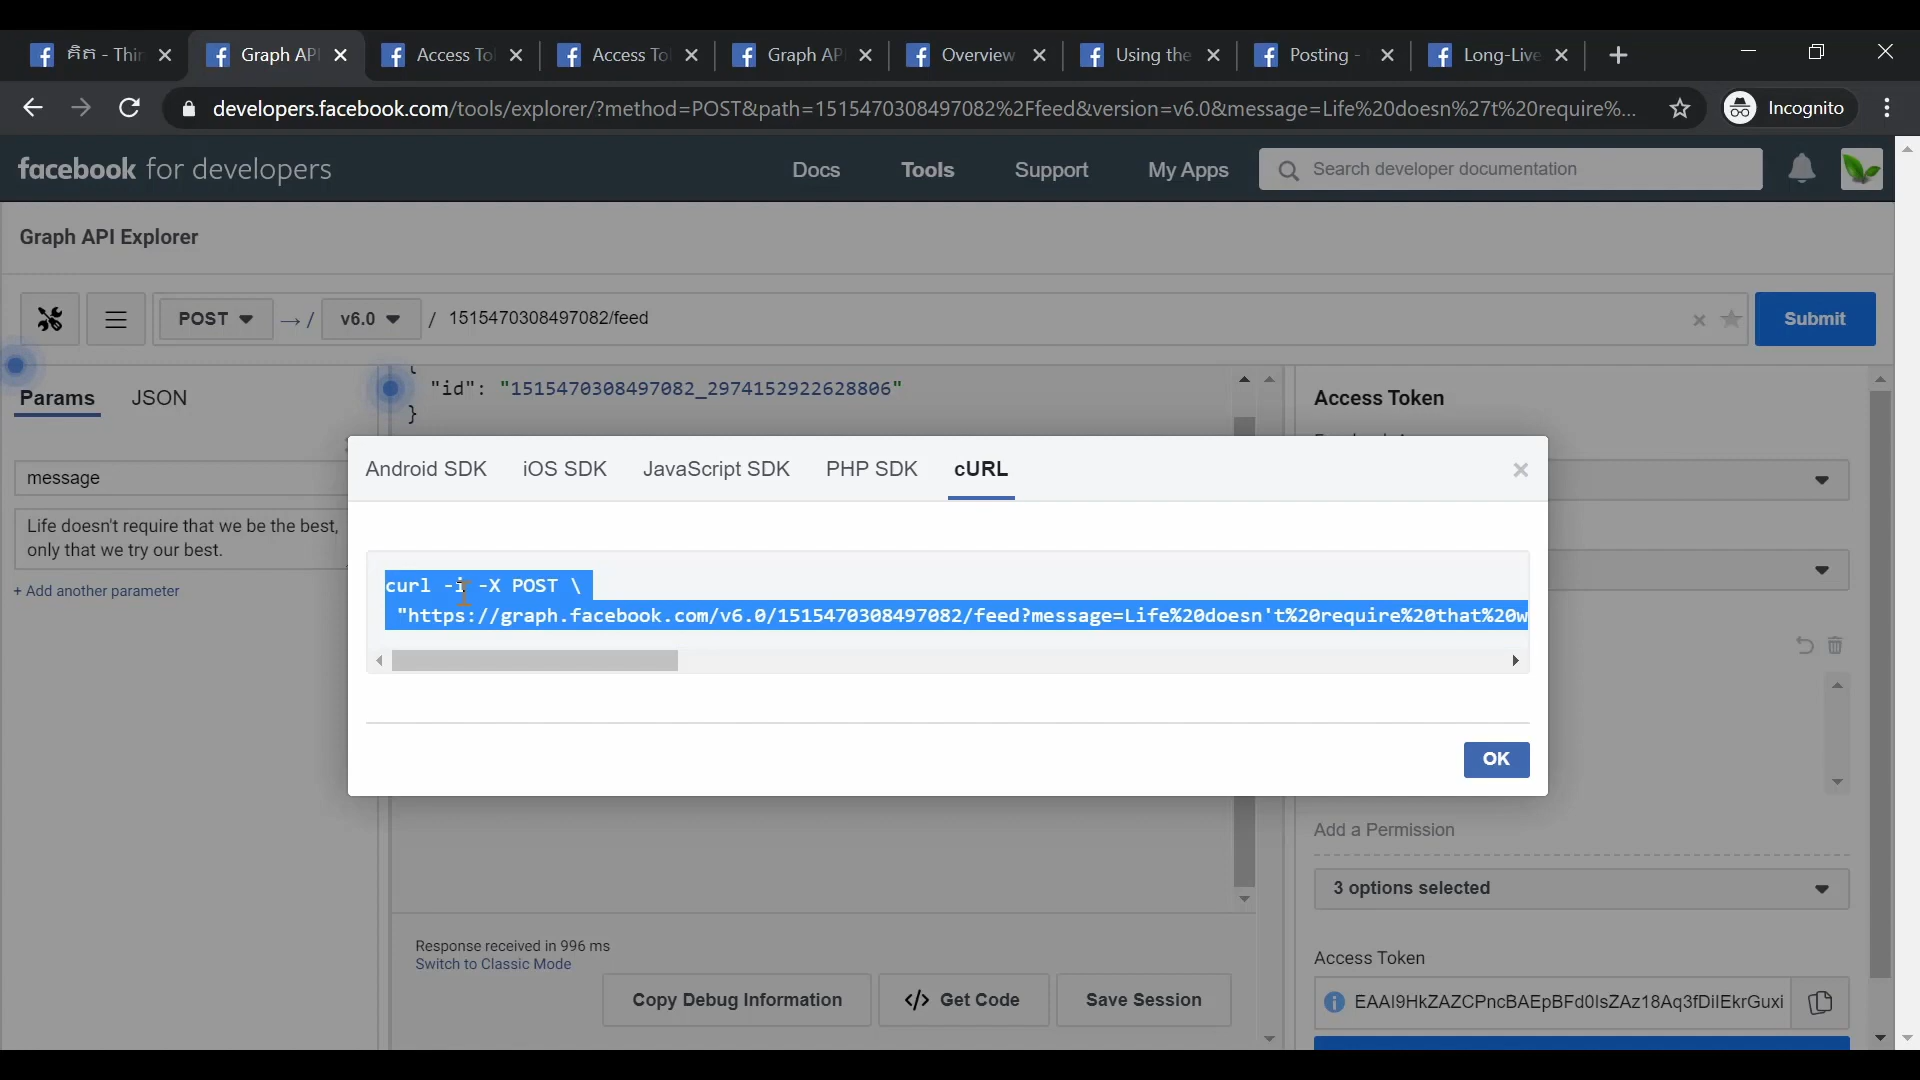 គិត - Thin
Graph API
Access To
Access To
Graph AP
Overview
Using the
Posting -
Long-Live
developers.facebook.com/tools/explorer/?method=POST&path=1515470308497082%2Ffeed&version=v6.0&message=Life%20doesn%27t%20require%...
Incognito
facebook for developers
Docs
Tools
Support
My Apps
Search developer documentation
Graph API Explorer
POST
→ /
v6.0
/ 1515470308497082/feed
Submit
Params
JSON
"id": "1515470308497082_2974152922628806"
}
Access Token
message
Life doesn't require that we be the best,
only that we try our best.
+ Add another parameter
Android SDK
iOS SDK
JavaScript SDK
PHP SDK
cURL
curl -i -X POST \
"https://graph.facebook.com/v6.0/1515470308497082/feed?message=Life%20doesn't%20require%20that%20w
OK
Add a Permission
3 options selected
Response received in 996 ms
Switch to Classic Mode
Copy Debug Information
</> Get Code
Save Session
Access Token
EAAI9HkZAZCPncBAEpBFd0IsZAz18Aq3fDiIEkrGuxi